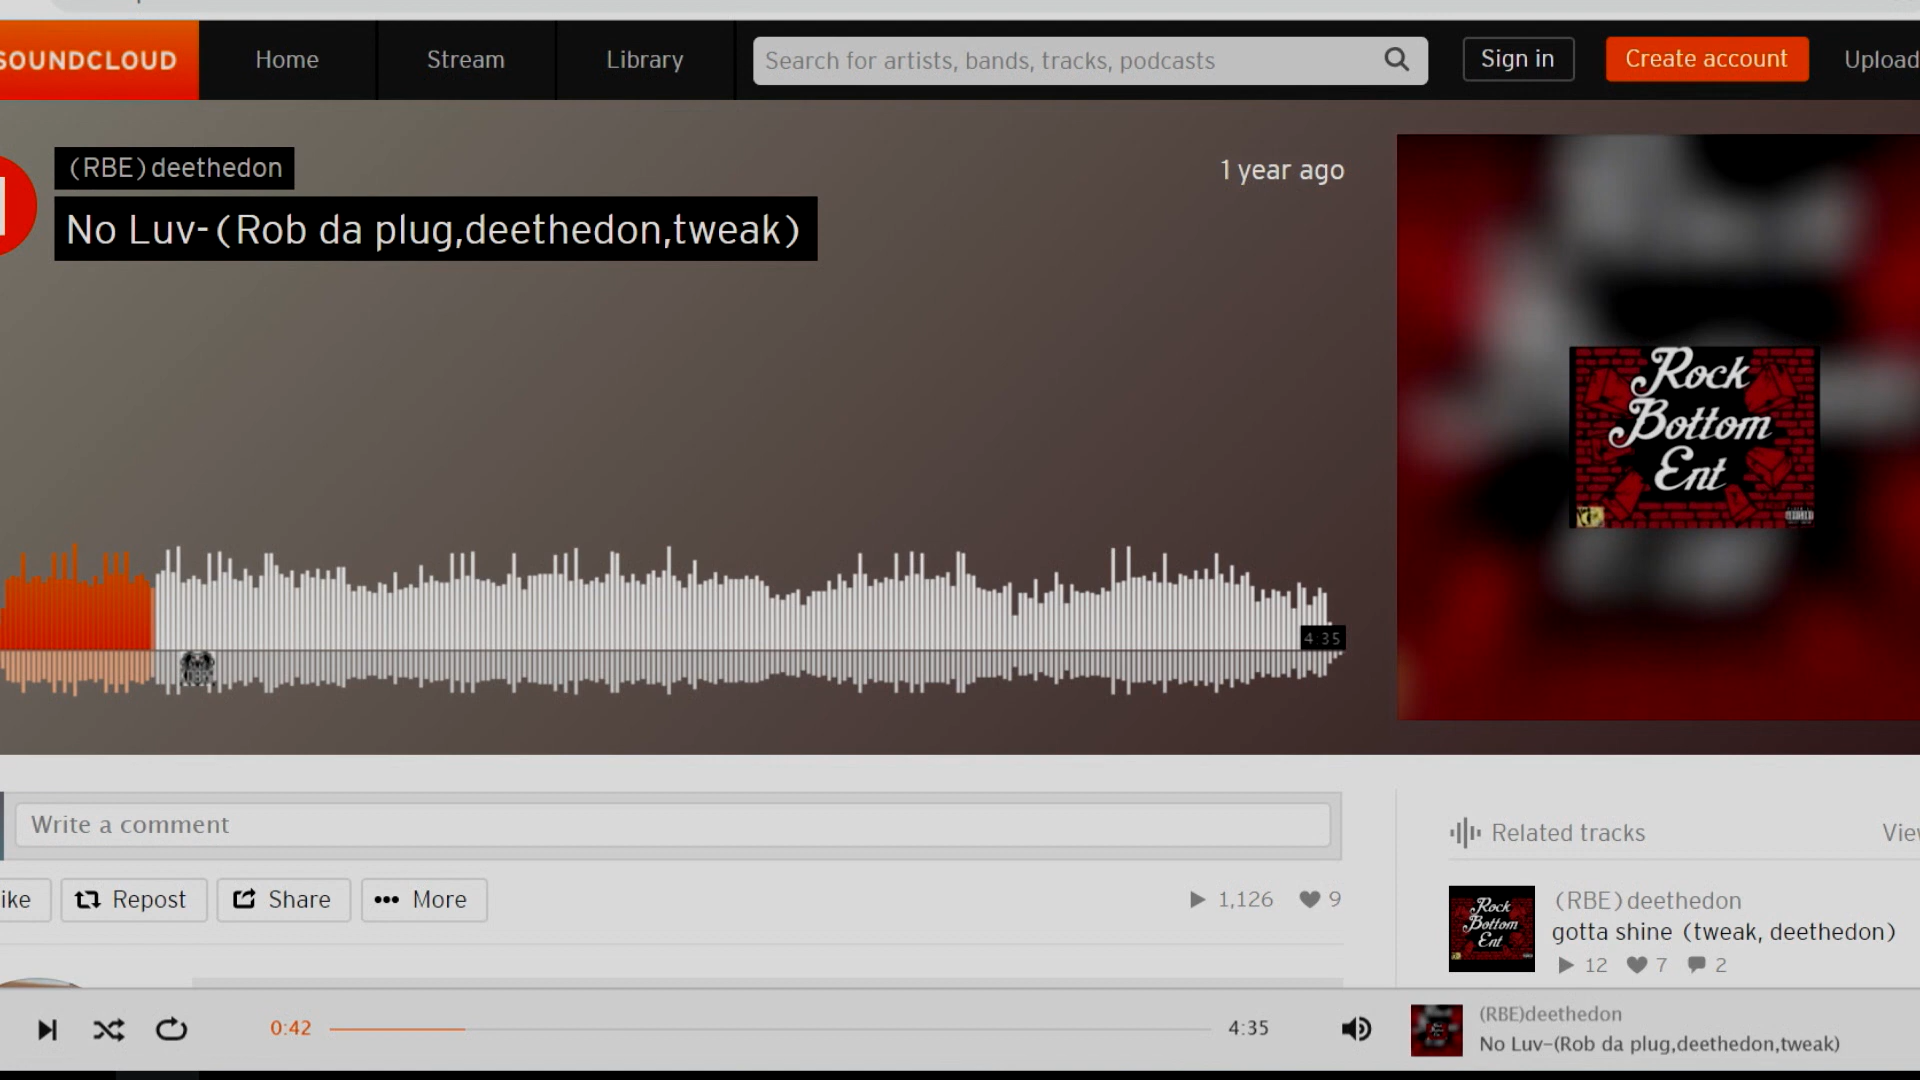 SOUNDCLOUD
Home
Stream
Library
Search for artists, bands, tracks, podcasts
Sign in
Create account
Upload
(RBE)deethedon
1 year ago
No Luv-(Rob da plug,deethedon,tweak)
Rock
Bottom
Ent
4:35
Write a comment
Related tracks
View
ike
Repost
Share
More
1,126
9
Rock
Bottom
Ent
(RBE)deethedon
gotta shine (tweak, deethedon)
12
7
2
0:42
4:35
(RBE)deethedon
No Luv-(Rob da plug,deethedon,tweak)